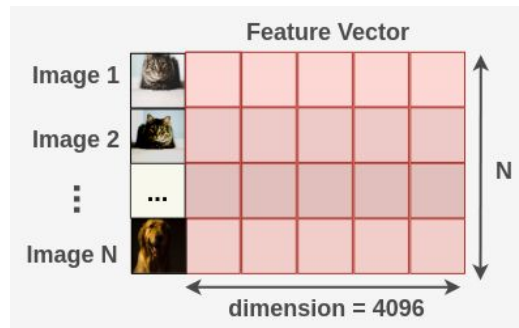 Feature Vector
Image 1
Image 2
...
N
Image N
dimension = 4096